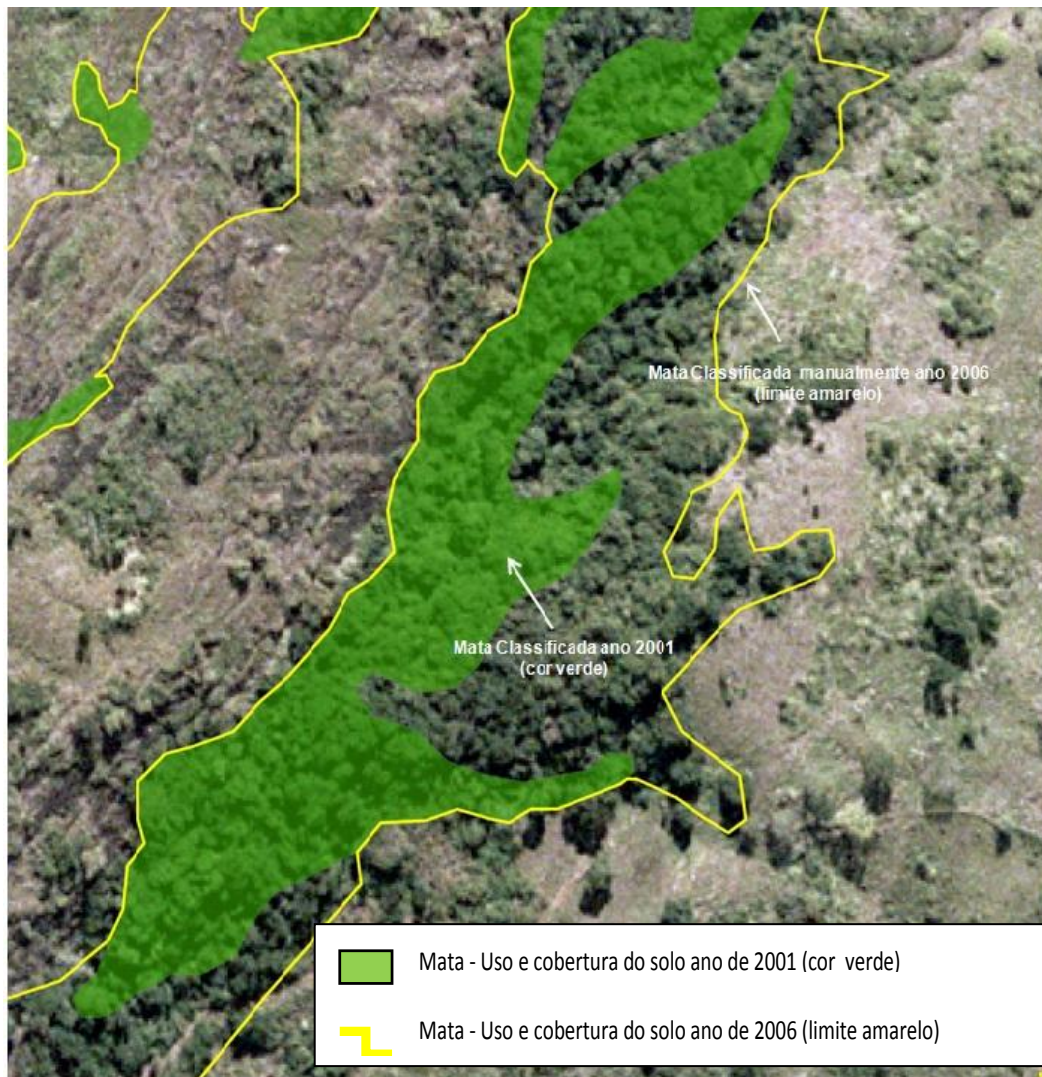 Mata Classificada manualmente ano 2006
(limite amarelo)
Mata Classificada ano 2001
(cor verde)
Mata - Uso e cobertura do solo ano de 2001 (cor verde)
Mata - Uso e cobertura do solo ano de 2006 (limite amarelo)